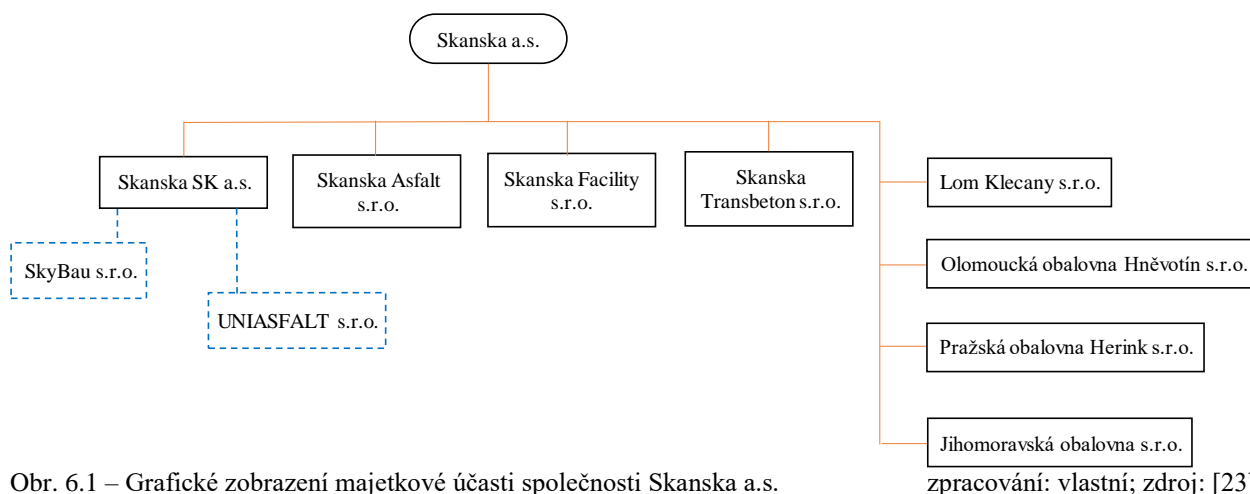 Skanska a.s.
Skanska SK a.s.
Skanska Asfalt
s.r.o.
Skanska Facility
s.r.o.
Skanska
Transbeton s.r.o.
Lom Klecany s.r.o.
SkyBau s.r.o.
Olomoucká obalovna Hněvotín s.r.o.
UNIASFALT s.r.o.
Pražská obalovna Herink s.r.o.
Jihomoravská obalovna s.r.o.
Obr. 6.1 – Grafické zobrazení majetkové účasti společnosti Skanska a.s. zpracování: vlastní; zdroj: [23]